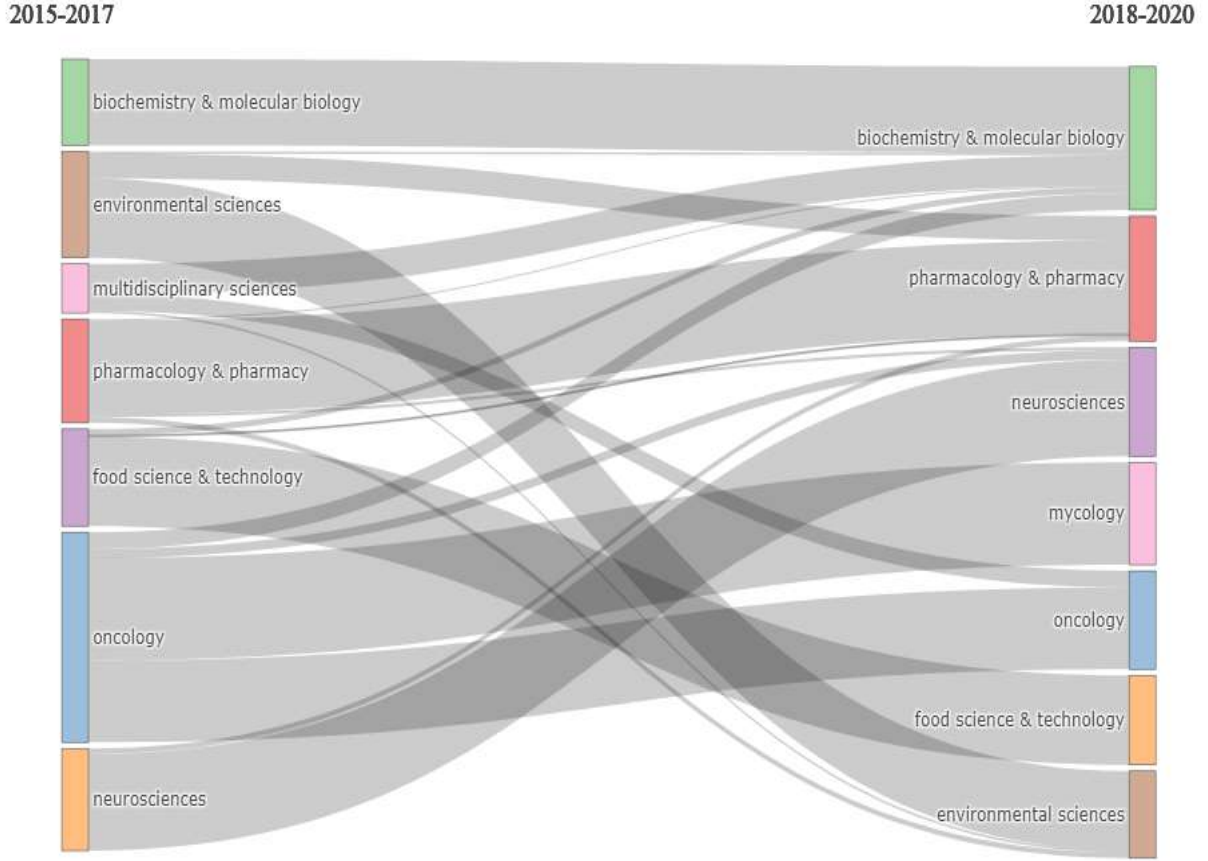 2015-2017
2018-2020
biochemistry & molecular biology
environmental sciences
multidisciplinary sciences
pharmacology & pharmacy
food science & technology
oncology
neurosciences
biochemistry & molecular biology
pharmacology & pharmacy
neurosciences
mycology
oncology
food science & technology
environmental sciences